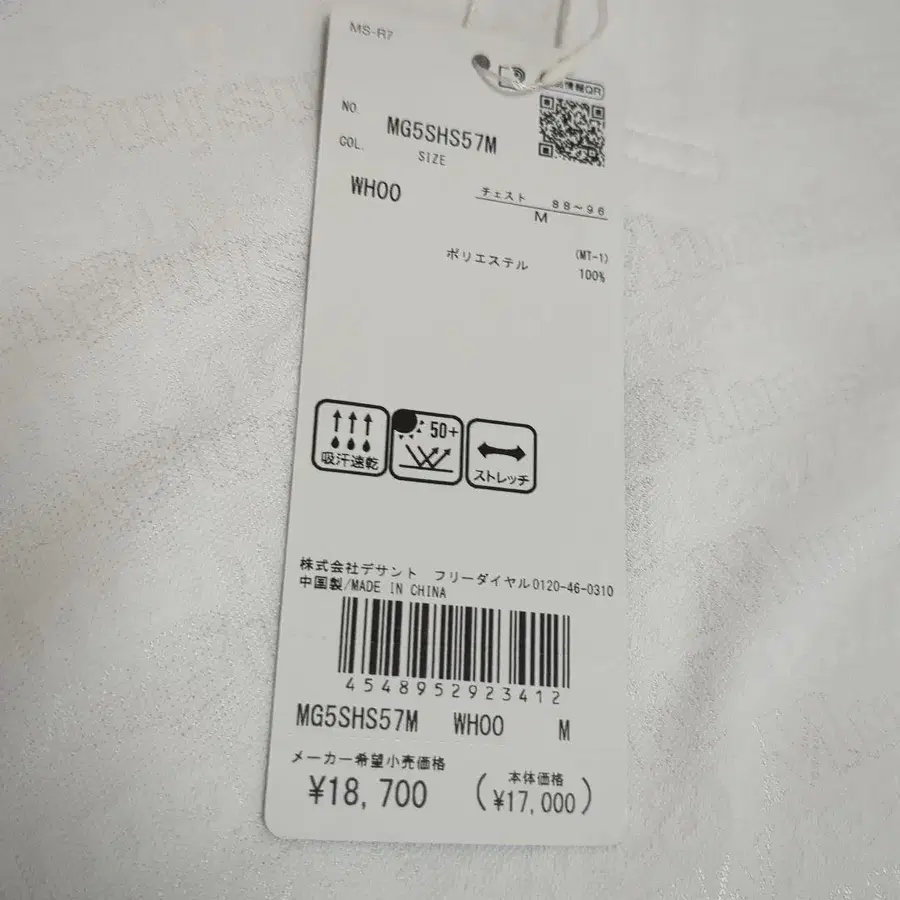 MS-R7
情報QR
NO. MG5SHS57M
COL. SIZE
WH00 チェスト 88~96
M
(MT-1)
ポリエステル 100%
50+
吸汗速乾
ストレッチ
株式会社デサント フリーダイヤル0120-46-0310
中国製/MADE IN CHINA
4548952923412
MG5SHS57M WH00 M
メーカー希望小売価格 本体価格
¥18,700 (¥17,000)